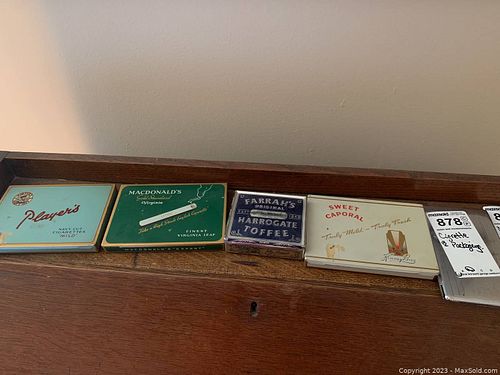 Player's
NAVY CUT
CIGARETTES
"MILD"
MACDONALD'S
FINEST
VIRGINIA LEAF
FARRAH'S
ORIGINAL
HARROGATE
TOFFEE
SWEET
CAPORAL
Truly Mild - Truly Fresh
878
Cigarette
Packaging
Copyright 2023 - MaxSold.com